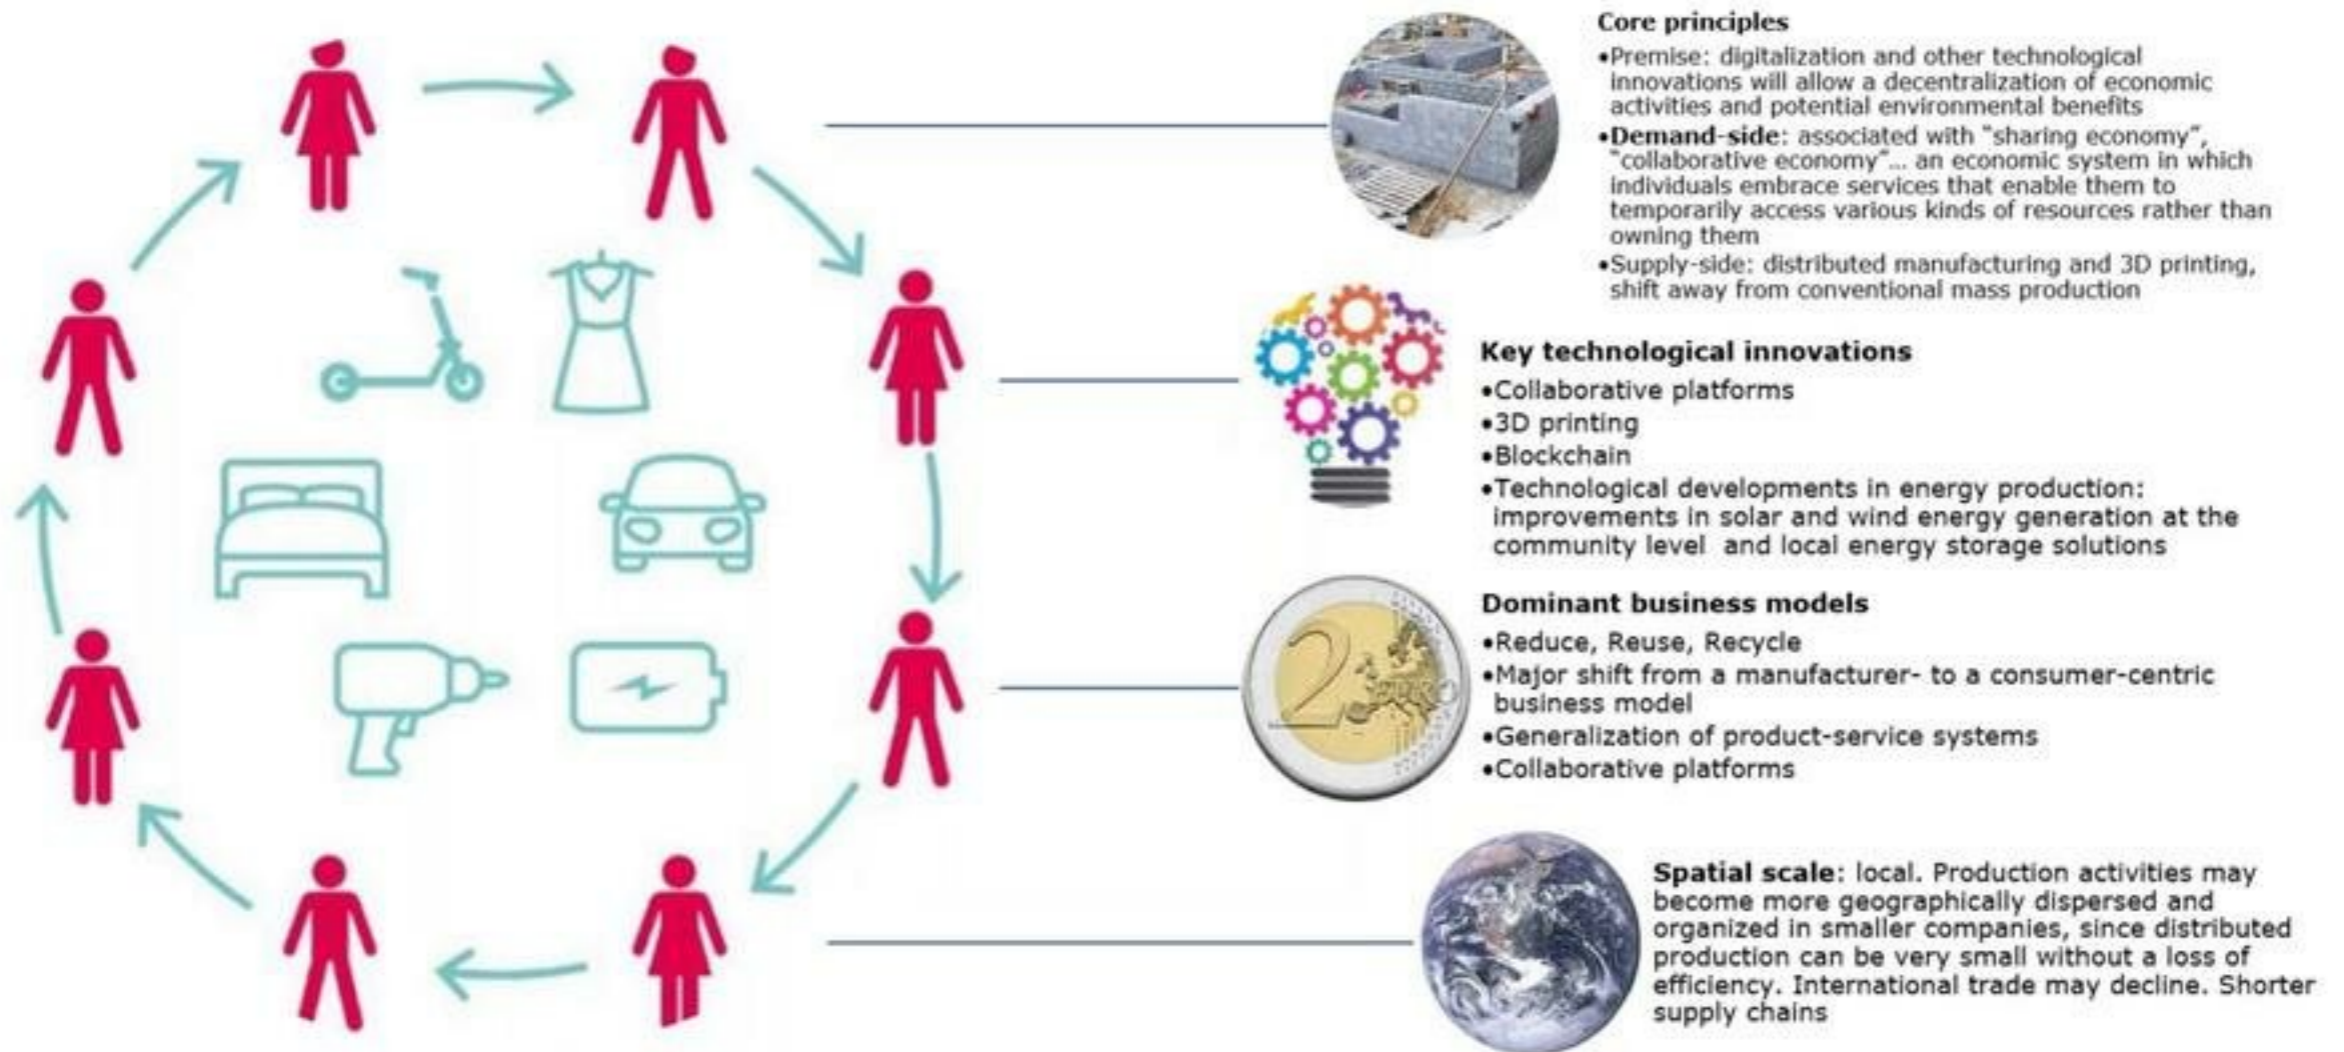 Core principles
•Premise: digitalization and other technological
innovations will allow a decentralization of economic
activities and potential environmental benefits
•Demand-side: associated with "sharing economy",
"collaborative economy"... an economic system in which
individuals embrace services that enable them to
temporarily access various kinds of resources rather than
owning them
•Supply-side: distributed manufacturing and 3D printing,
shift away from conventional mass production
Key technological innovations
•Collaborative platforms
•3D printing
•Blockchain
•Technological developments in energy production:
improvements in solar and wind energy generation at the
community level and local energy storage solutions
2 EURO
Dominant business models
•Reduce, Reuse, Recycle
•Major shift from a manufacturer- to a consumer-centric
business model
•Generalization of product-service systems
•Collaborative platforms
Spatial scale: local. Production activities may
become more geographically dispersed and
organized in smaller companies, since distributed
production can be very small without a loss of
efficiency. International trade may decline. Shorter
supply chains